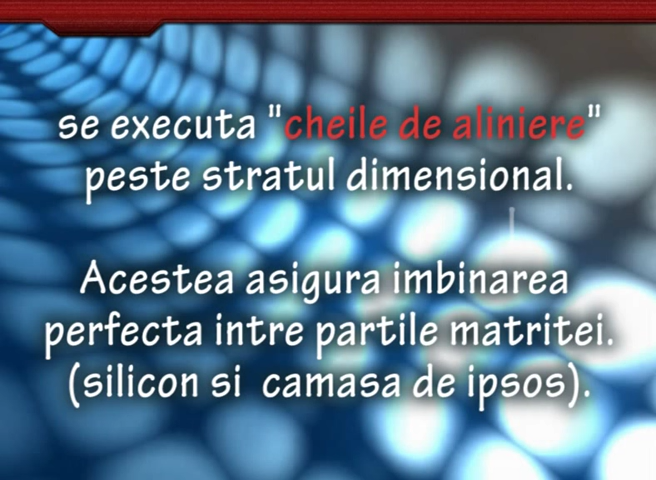 se executa "cheile de aliniere"
peste stratul dimensional.
Acestea asigura imbinarea
perfecta intre partile matritei.
(silicon si camasa de ipsos).